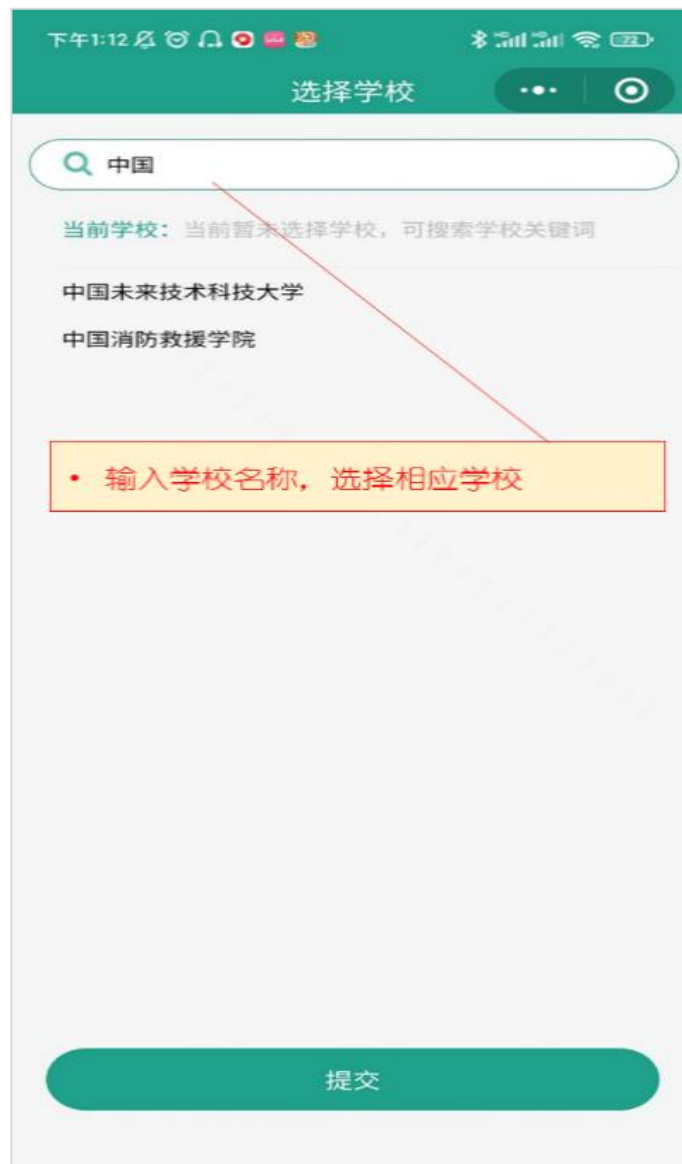 下午1:12
72
选择学校
中国
当前学校：当前暂未选择学校，可搜索学校关键词
中国未来技术科技大学
中国消防救援学院
• 输入学校名称，选择相应学校
提交